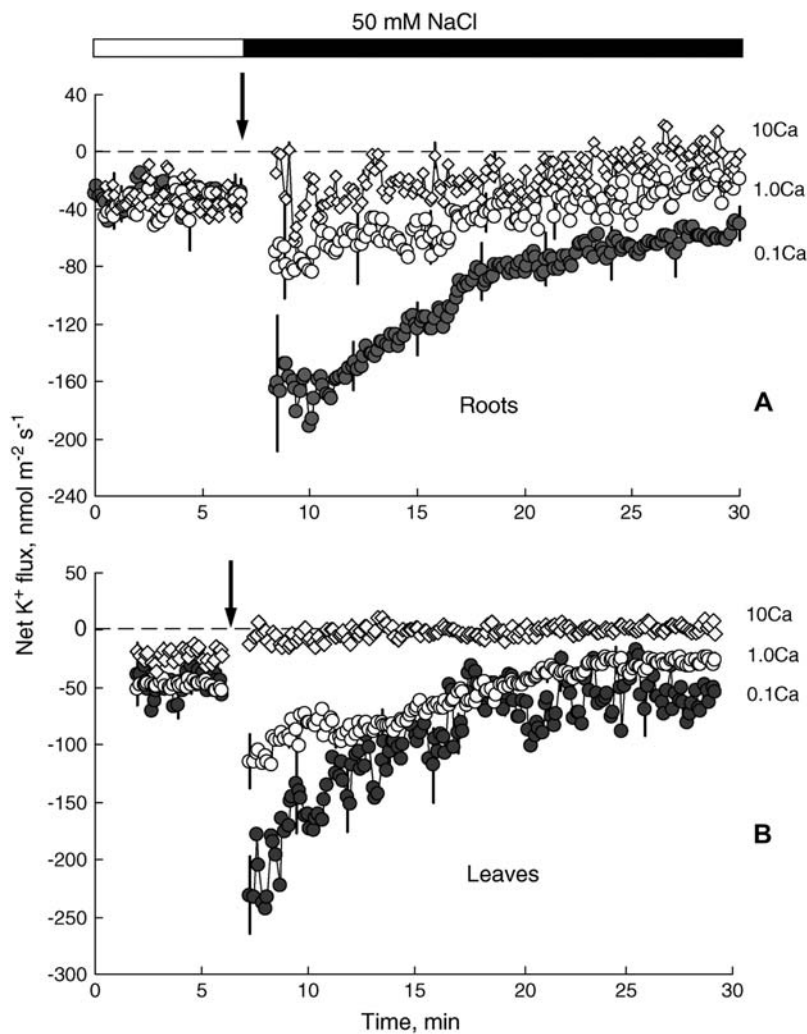 50 mM NaCl
40
0
-40
-80
-120
-160
-200
-240
10Ca
1.0Ca
0.1Ca
Roots
A
0 5 10 15 20 25 30
Net K⁺ flux, nmol m⁻² s⁻¹
50
0
-50
-100
-150
-200
-250
-300
10Ca
1.0Ca
0.1Ca
Leaves
B
0 5 10 15 20 25 30
Time, min